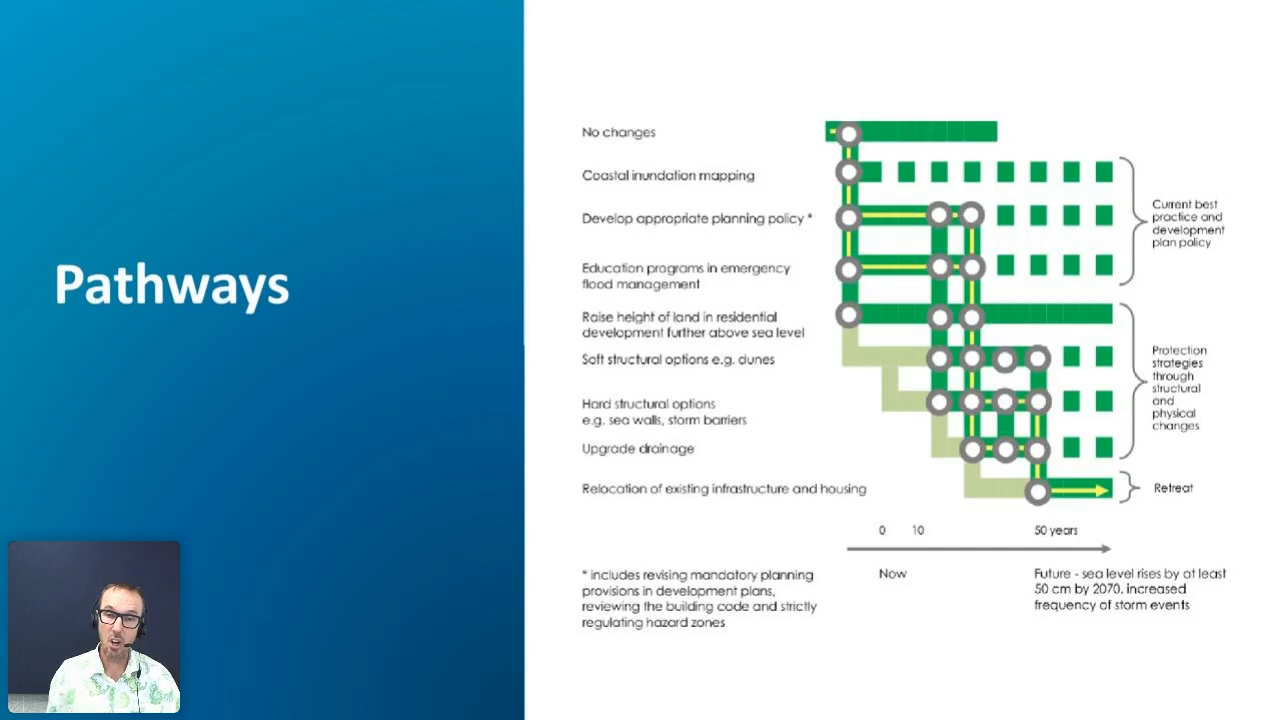 Pathways
No changes
Coastal inundation mapping
Develop appropriate planning policy *
Education programs in emergency
flood management
Raise height of land in residential
development further above sea level
Soft structural options e.g. dunes
Hard structural options
e.g. sea walls, storm barriers
Upgrade drainage
Relocation of existing infrastructure and housing
Current best
practice and
development
plan policy
Protection
strategies
through
structural
and
physical
changes
Retreat
0 10 50 years
Now
Future - sea level rises by at least
50 cm by 2070, increased
frequency of storm events
* includes revising mandatory planning
provisions in development plans,
reviewing the building code and strictly
regulating hazard zones